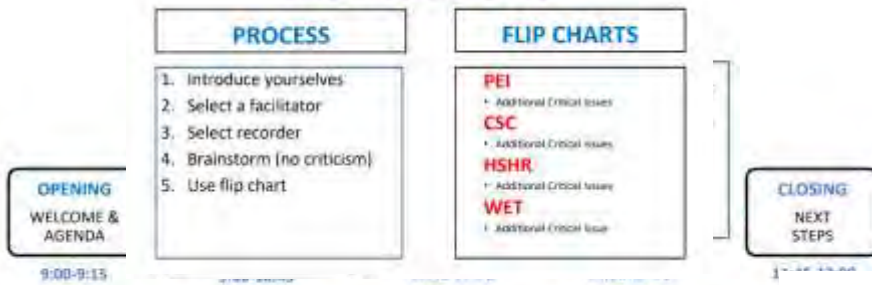 PROCESS
1. Introduce yourselves
2. Select a facilitator
3. Select recorder
4. Brainstorm (no criticism)
5. Use flip chart
FLIP CHARTS
PEI
• Additional Critical Issues
CSC
• Additional Critical Issues
HSHR
• Additional Critical Issues
WET
• Additional Critical Issue
OPENING
WELCOME &
AGENDA
9:00-9:15
CLOSING
NEXT
STEPS